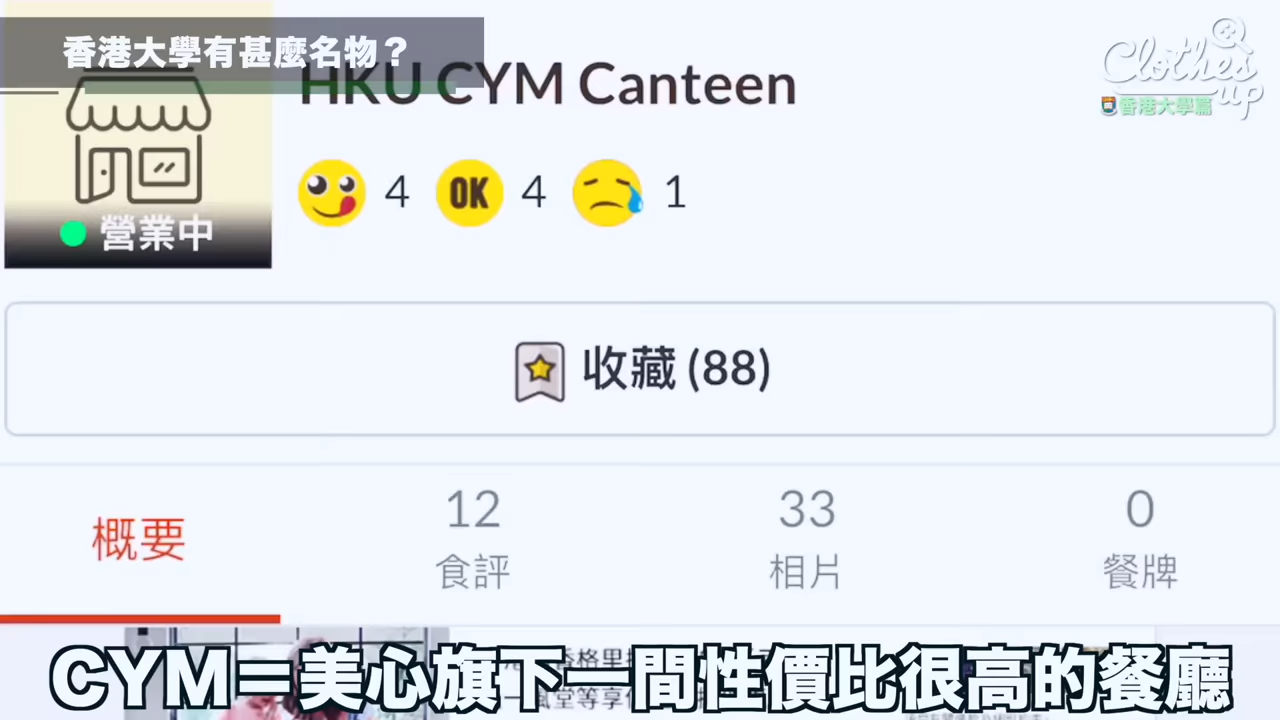 香港大學有甚麼名物？
Clothes up
香港大學篇
HKU CYM Canteen
4 OK 4 1
營業中
收藏 (88)
概要
12
食評
33
相片
0
餐牌
CYM＝美心旗下一間性價比很高的餐廳